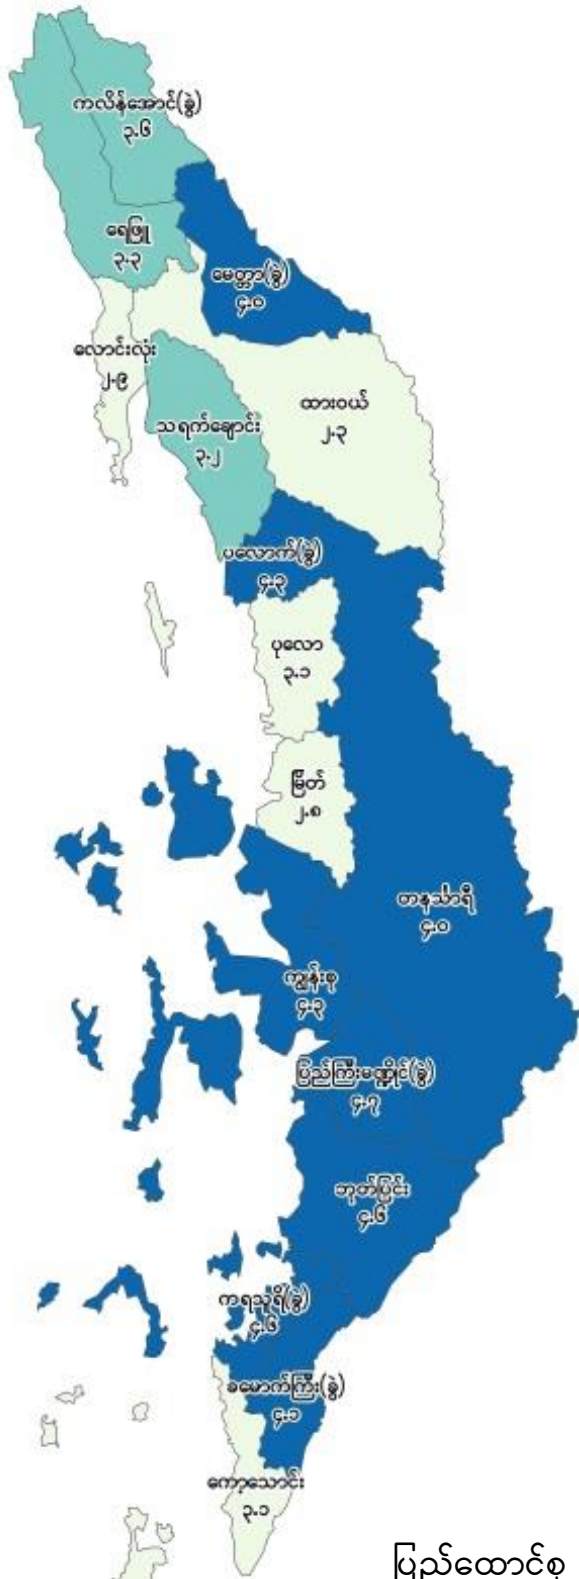 ကလိန်အောင်(ခွဲ)
၃.၆
ရေဖြူ
၃.၃
မေတ္တာ(ခွဲ)
၄.၀
လောင်းလုံး
၂.၉
ထားဝယ်
၂.၃
သရက်ချောင်း
၃.၂
ပလောက်(ခွဲ)
၄.၃
ပုလော
၃.၁
မြိတ်
၂.၈
တနင်္သာရီ
၄.၀
ကျွန်းစု
၄.၃
ပြည်ကြီးမဏ္ဍိုင်(ခွဲ)
၄.၇
ဘုတ်ပြင်း
၄.၆
ကရသူရိ(ခွဲ)
၄.၆
ခမောက်ကြီး(ခွဲ)
၄.၁
ကော့သောင်း
၃.၁
ပြည်ထောင်စု